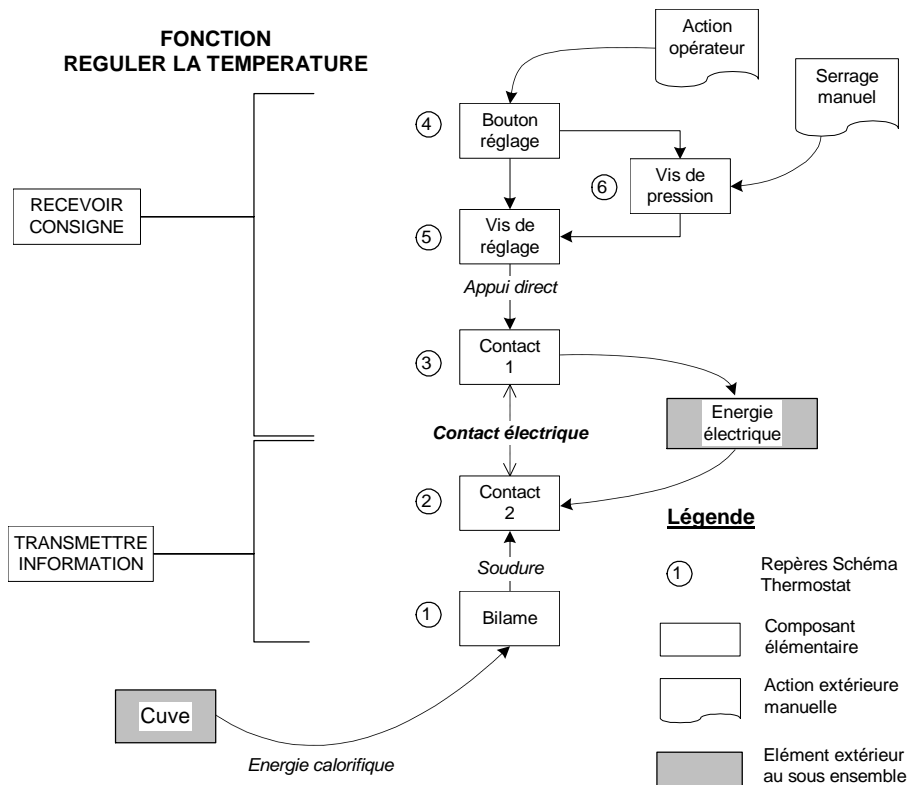 FONCTION
REGULER LA TEMPERATURE
Action
opérateur
Serrage
manuel
4
Bouton
réglage
6
Vis de
pression
RECEVOIR
CONSIGNE
5
Vis de
réglage
Appui direct
3
Contact
1
Energie
électrique
Contact électrique
2
Contact
2
TRANSMETTRE
INFORMATION
Soudure
1
Bilame
Cuve
Energie calorifique
Légende
1
Repères Schéma
Thermostat
Composant
élémentaire
Action extérieure
manuelle
Elément extérieur
au sous ensemble